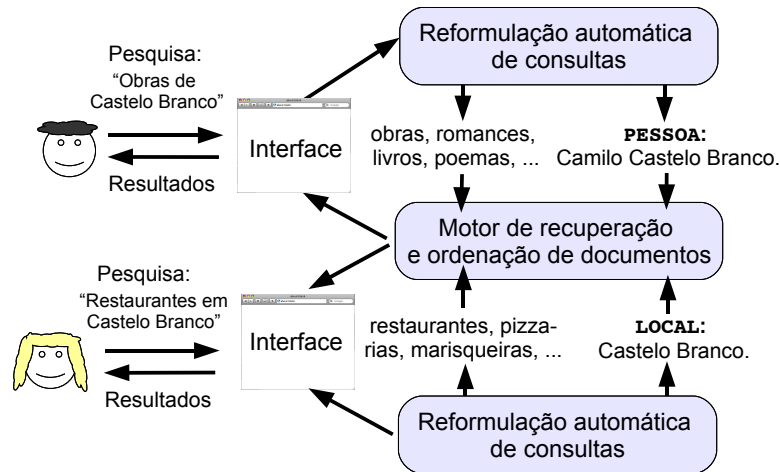 Reformulação automática
de consultas
Pesquisa:
“Obras de
Castelo Branco”
Interface
Resultados
obras, romances,
livros, poemas, ...
PESSOA:
Camilo Castelo Branco.
Motor de recuperação
e ordenação de documentos
Pesquisa:
“Restaurantes em
Castelo Branco”
Interface
Resultados
restaurantes, pizza-
rias, marisqueiras, ...
LOCAL:
Castelo Branco.
Reformulação automática
de consultas